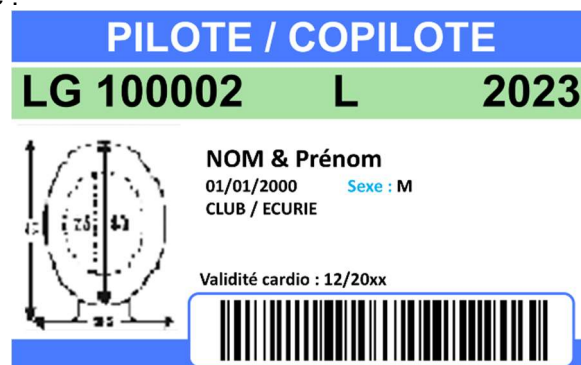 PILOTE / COPILOTE
LG 100002 L 2023
NOM & Prénom
01/01/2000 Sexe : M
CLUB / ECURIE
Validité cardio : 12/20xx